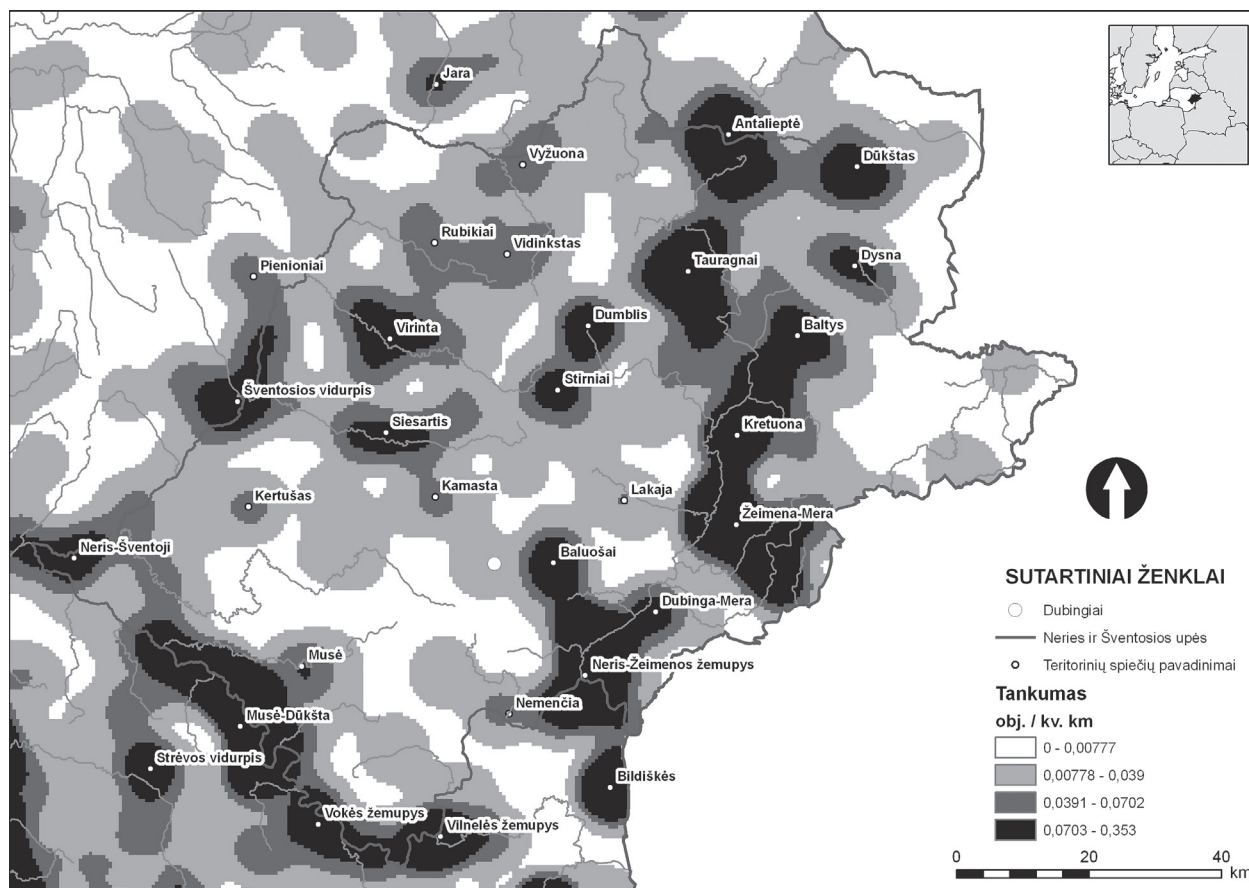 Jara
Antalieptė
Vyžuona
Dūkštas
Rubikiai
Vidinkstas
Tauragnai
Dysna
Pienioniai
Dumblis
Virinta
Baltys
Stirniai
Šventosios vidurpis
Siesartis
Kretuona
Kamasta
Lakaja
Kertušas
Žeimena-Mera
Neris-Šventoji
Baluošai
Dubinga-Mera
Musė
Neris-Žeimenos žemupys
Nemenčia
Musė-Dūkšta
Strėvos vidurpis
Bildiškės
Vokės žemupys
Vilnelės žemupys
SUTARTINIAI ŽENKLAI
Dubingiai
Neries ir Šventosios upės
Teritorinių spiečių pavadinimai
Tankumas
obj. / kv. km
0 - 0,00777
0,00778 - 0,039
0,0391 - 0,0702
0,0703 - 0,353
0 20 40
km